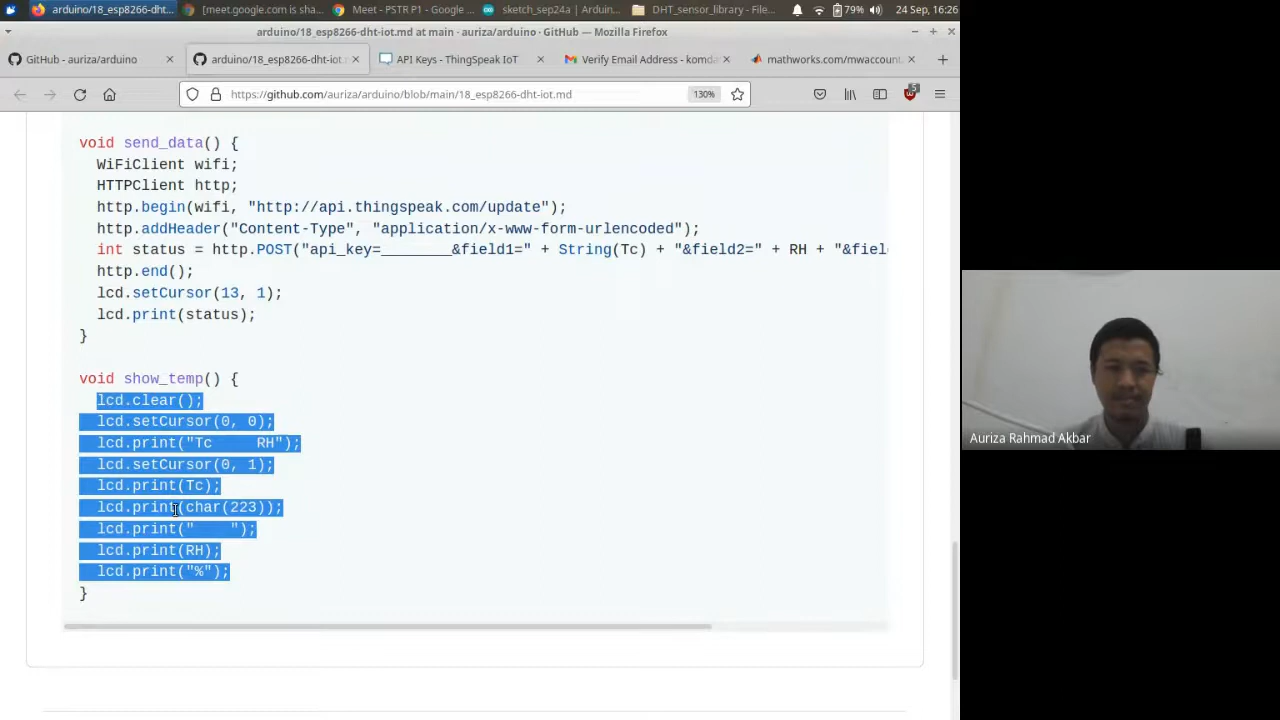 arduino/18_esp8266-dht...
[meet.google.com is sha...
Meet - PSTR P1 - Google ...
sketch_sep24a | Arduin...
DHT_sensor_library - File...
79%
24 Sep, 16:26
arduino/18_esp8266-dht-iot.md at main · auriza/arduino · GitHub — Mozilla Firefox
GitHub - auriza/arduino
arduino/18_esp8266-dht-iot.
API Keys - ThingSpeak IoT
Verify Email Address - komda
mathworks.com/mwaccount
https://github.com/auriza/arduino/blob/main/18_esp8266-dht-iot.md
130%
5
void send_data() {
WiFiClient wifi;
HTTPClient http;
http.begin(wifi, "http://api.thingspeak.com/update");
http.addHeader("Content-Type", "application/x-www-form-urlencoded");
int status = http.POST("api_key=________&field1=" + String(Tc) + "&field2=" + RH + "&fiel
http.end();
lcd.setCursor(13, 1);
lcd.print(status);
}
void show_temp() {
lcd.clear();
lcd.setCursor(0, 0);
lcd.print("Tc     RH");
lcd.setCursor(0, 1);
lcd.print(Tc);
lcd.print(char(223));
lcd.print("    ");
lcd.print(RH);
lcd.print("%");
}
Auriza Rahmad Akbar